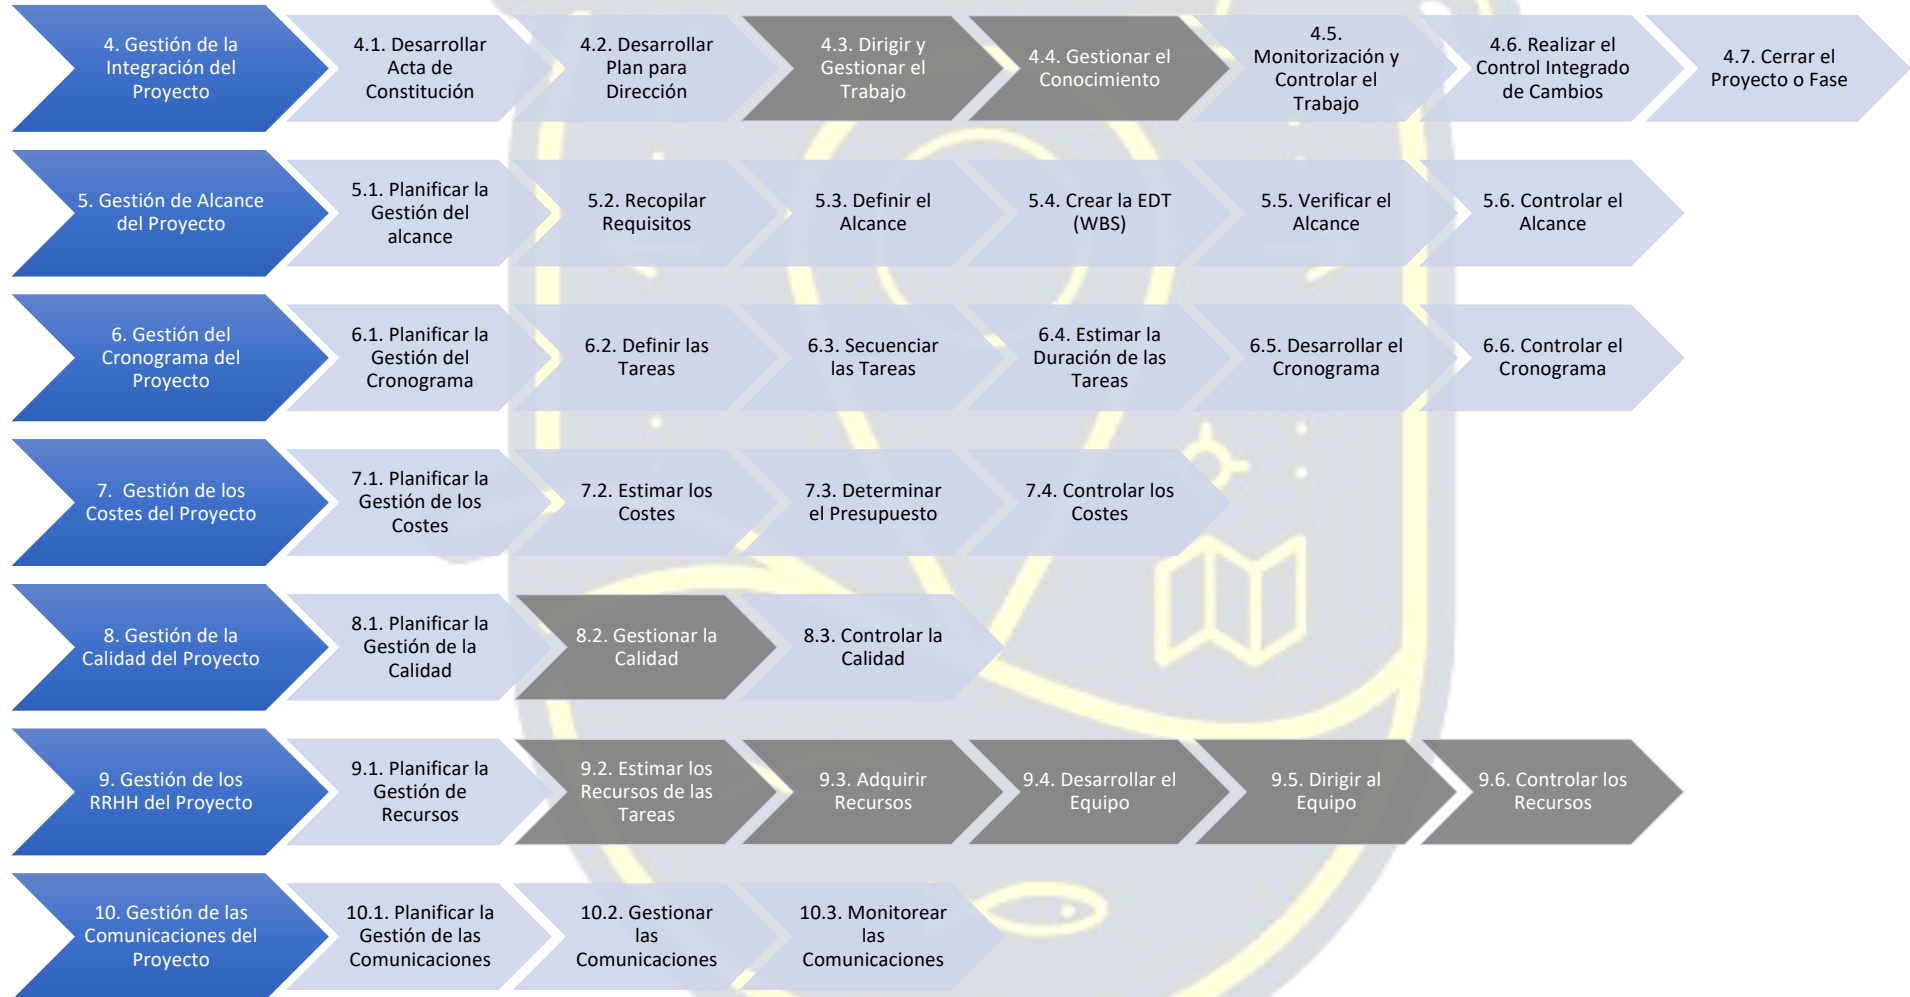 4. Gestión de la
Integración del
Proyecto
4.1. Desarrollar
Acta de
Constitución
4.2. Desarrollar
Plan para
Dirección
4.3. Dirigir y
Gestionar el
Trabajo
4.4. Gestionar el
Conocimiento
4.5.
Monitorización y
Controlar el
Trabajo
4.6. Realizar el
Control Integrado
de Cambios
4.7. Cerrar el
Proyecto o Fase
5. Gestión de Alcance
del Proyecto
5.1. Planificar la
Gestión del
alcance
5.2. Recopilar
Requisitos
5.3. Definir el
Alcance
5.4. Crear la EDT
(WBS)
5.5. Verificar el
Alcance
5.6. Controlar el
Alcance
6. Gestión del
Cronograma del
Proyecto
6.1. Planificar la
Gestión del
Cronograma
6.2. Definir las
Tareas
6.3. Secuenciar
las Tareas
6.4. Estimar la
Duración de las
Tareas
6.5. Desarrollar el
Cronograma
6.6. Controlar el
Cronograma
7. Gestión de los
Costes del Proyecto
7.1. Planificar la
Gestión de los
Costes
7.2. Estimar los
Costes
7.3. Determinar
el Presupuesto
7.4. Controlar los
Costes
8. Gestión de la
Calidad del Proyecto
8.1. Planificar la
Gestión de la
Calidad
8.2. Gestionar la
Calidad
8.3. Controlar la
Calidad
9. Gestión de los
RRHH del Proyecto
9.1. Planificar la
Gestión de
Recursos
9.2. Estimar los
Recursos de las
Tareas
9.3. Adquirir
Recursos
9.4. Desarrollar el
Equipo
9.5. Dirigir al
Equipo
9.6. Controlar los
Recursos
10. Gestión de las
Comunicaciones del
Proyecto
10.1. Planificar la
Gestión de las
Comunicaciones
10.2. Gestionar
las
Comunicaciones
10.3. Monitorear
las
Comunicaciones